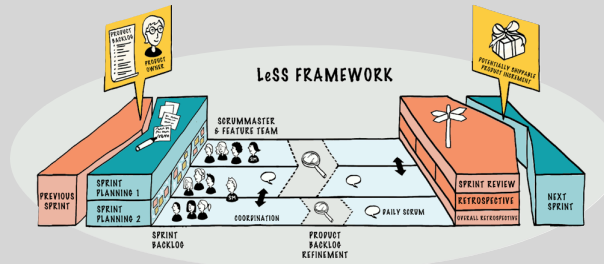 PRODUCT
BACKLOG
PRODUCT
OWNER
POTENTIALLY SHIPPABLE
PRODUCT INCREMENT
LeSS FRAMEWORK
SCRUMMASTER
& FEATURE TEAM
PREVIOUS
SPRINT
SPRINT
PLANNING 1
SPRINT
PLANNING 2
SM
COORDINATION
DAILY SCRUM
SPRINT REVIEW
RETROSPECTIVE
OVERALL RETROSPECTIVE
NEXT
SPRINT
SPRINT
BACKLOG
PRODUCT
BACKLOG
REFINEMENT